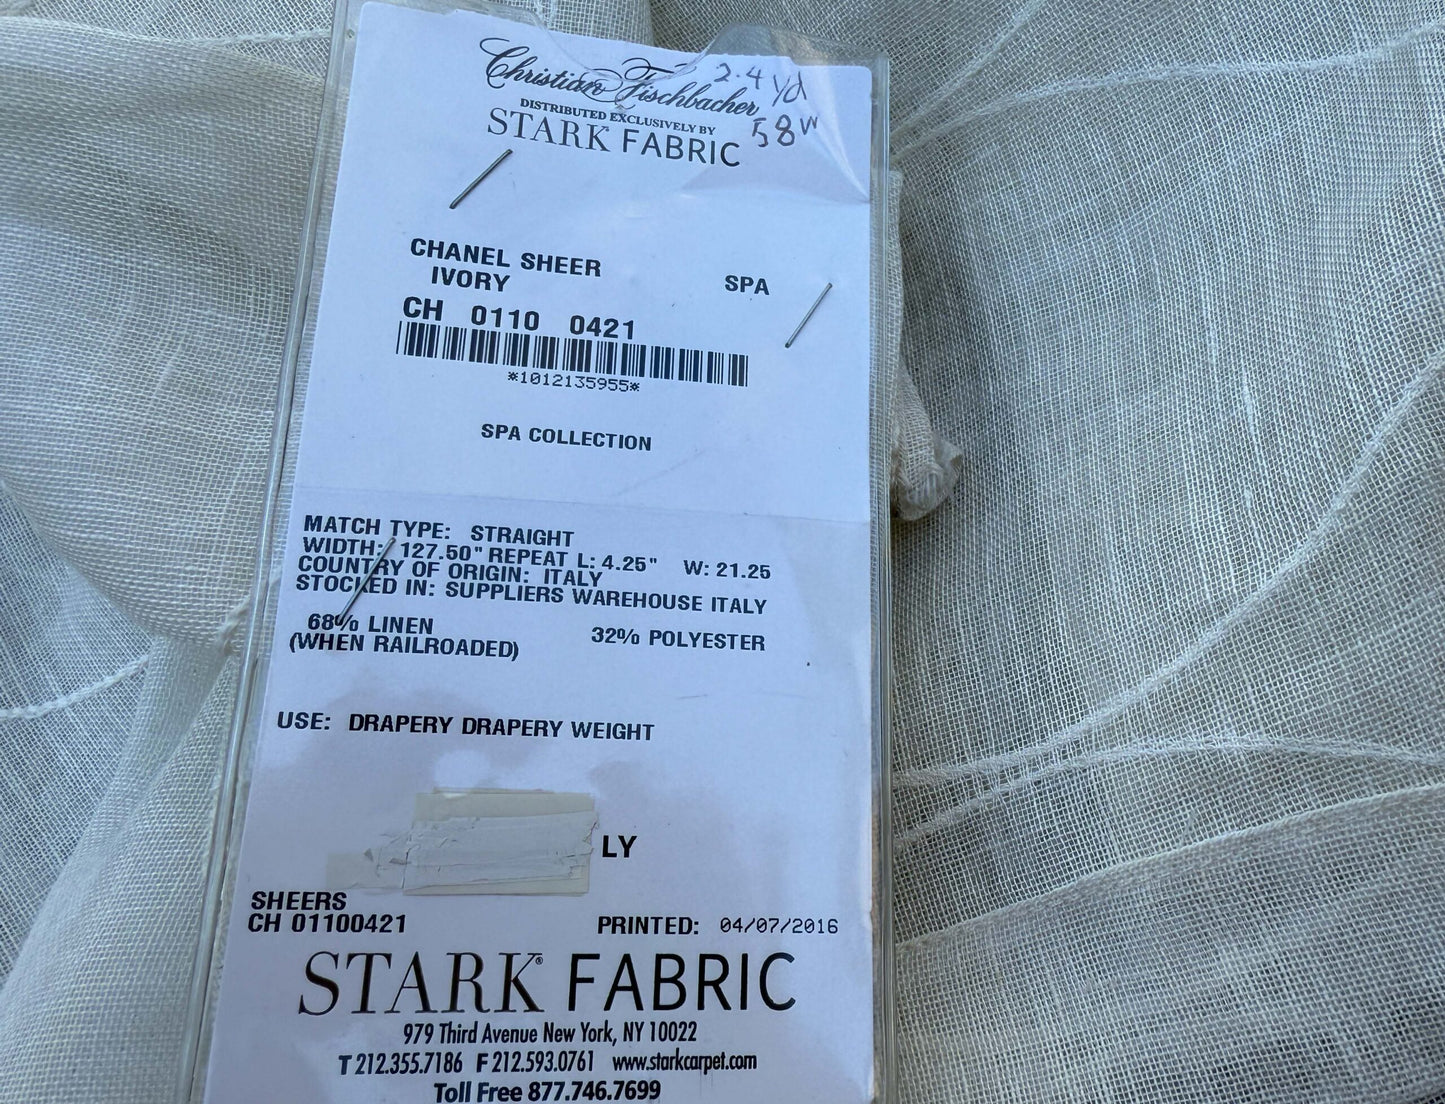 Christian Fischbacher
2.4 yd
DISTRIBUTED EXCLUSIVELY BY
58W
STARK FABRIC
CHANEL SHEER
IVORY SPA
CH 0110 0421
*1012135955*
SPA COLLECTION
MATCH TYPE: STRAIGHT
WIDTH: 127.50" REPEAT L: 4.25" W: 21.25
COUNTRY OF ORIGIN: ITALY
STOCKED IN: SUPPLIERS WAREHOUSE ITALY
68% LINEN 32% POLYESTER
(WHEN RAILROADED)
USE: DRAPERY DRAPERY WEIGHT
LY
SHEERS
CH 01100421 PRINTED: 04/07/2016
STARK® FABRIC
979 Third Avenue New York, NY 10022
T 212.355.7186 F 212.593.0761 www.starkcarpet.com
Toll Free 877.746.7699